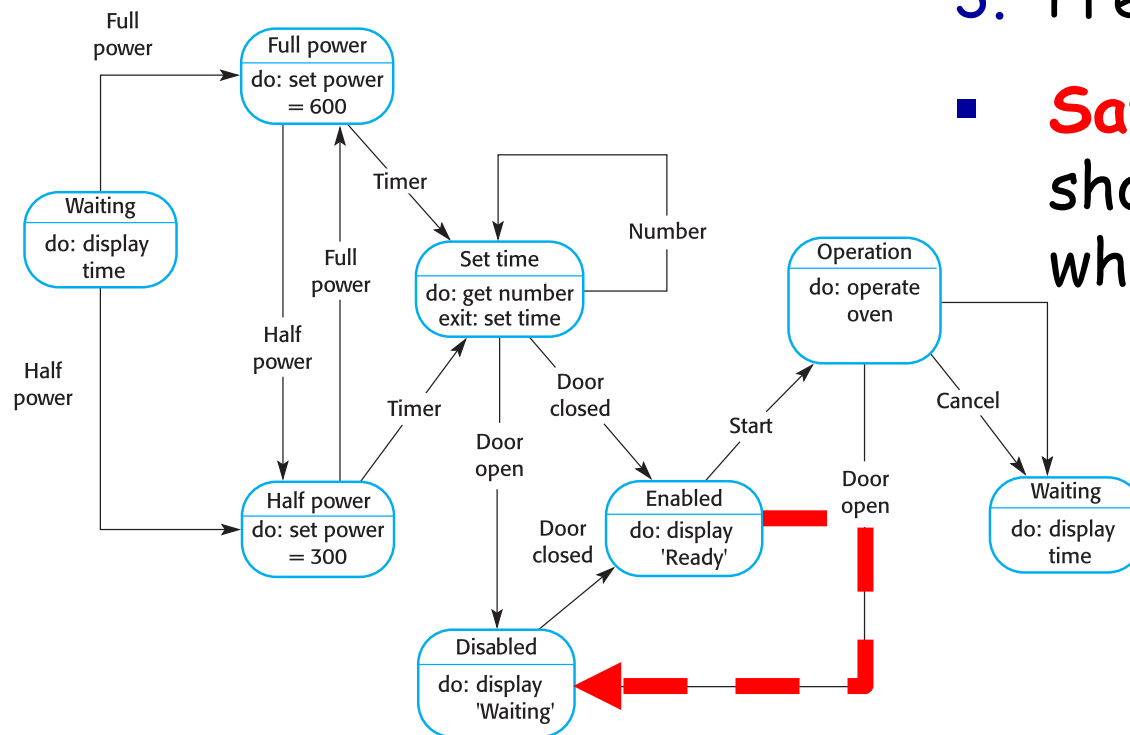 Full
power
Full power
do: set power
= 600
Timer
Waiting
do: display
time
Full
power
Half
power
Half
power
Set time
do: get number
exit: set time
Number
Operation
do: operate
oven
Timer
Door
closed
Door
open
Start
Cancel
Door
open
Half power
do: set power
= 300
Enabled
do: display
'Ready'
Door
closed
Waiting
do: display
time
Disabled
do: display
'Waiting'
■ Sa
sho
wh